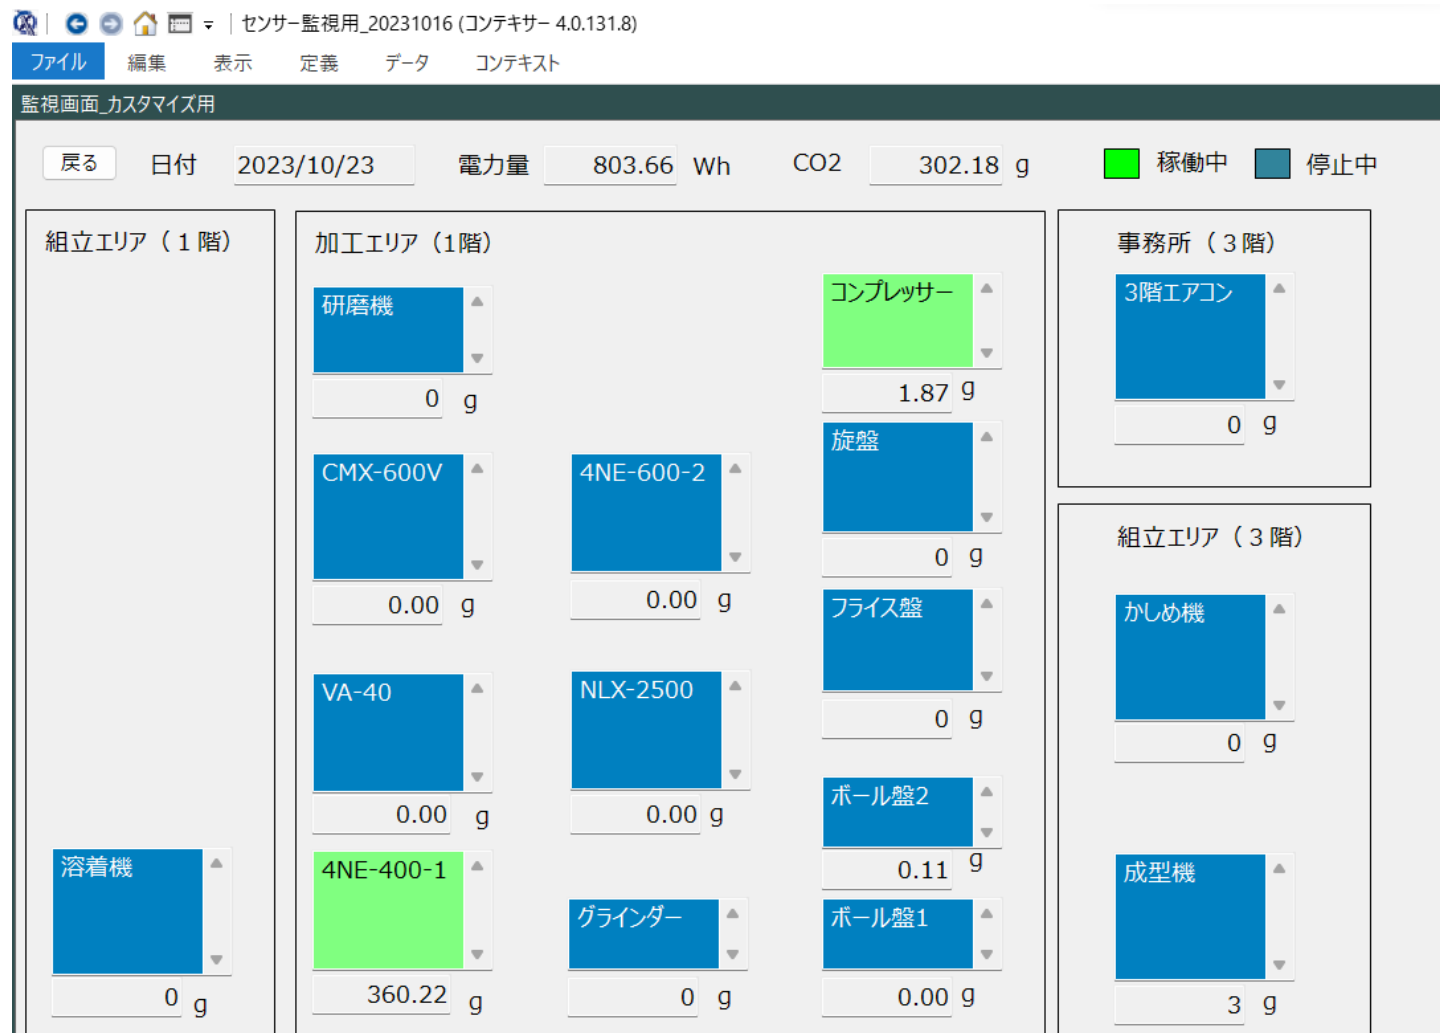 センサー監視用_20231016 (コンテキサー 4.0.131.8)
ファイル 編集 表示 定義 データ コンテキスト
監視画面_カスタマイズ用
戻る 日付 2023/10/23 電力量 803.66 Wh CO2 302.18 g 稼働中 停止中
組立エリア（１階）
溶着機
0 g
加工エリア（1階）
研磨機
0 g
CMX-600V
0.00 g
VA-40
0.00 g
4NE-400-1
360.22 g
4NE-600-2
0.00 g
NLX-2500
0.00 g
グラインダー
0 g
コンプレッサー
1.87 g
旋盤
0 g
フライス盤
0 g
ボール盤2
0.11 g
ボール盤1
0.00 g
事務所（３階）
3階エアコン
0 g
組立エリア（３階）
かしめ機
0 g
成型機
3 g